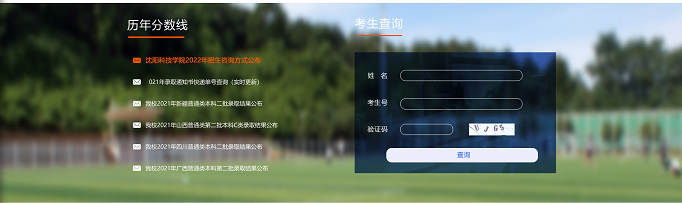 历年分数线
沈阳科技学院2022年招生咨询方式公布
021年录取通知书快递单号查询（实时更新）
我校2021年新疆普通类本科二批录取结果公布
我校2021年山西普通类第二批本科C类录取结果公布
我校2021年四川普通类本科二批录取结果公布
我校2021年广西普通类本科第二批录取结果公布
考生查询
姓 名
考生号
验证码
查询